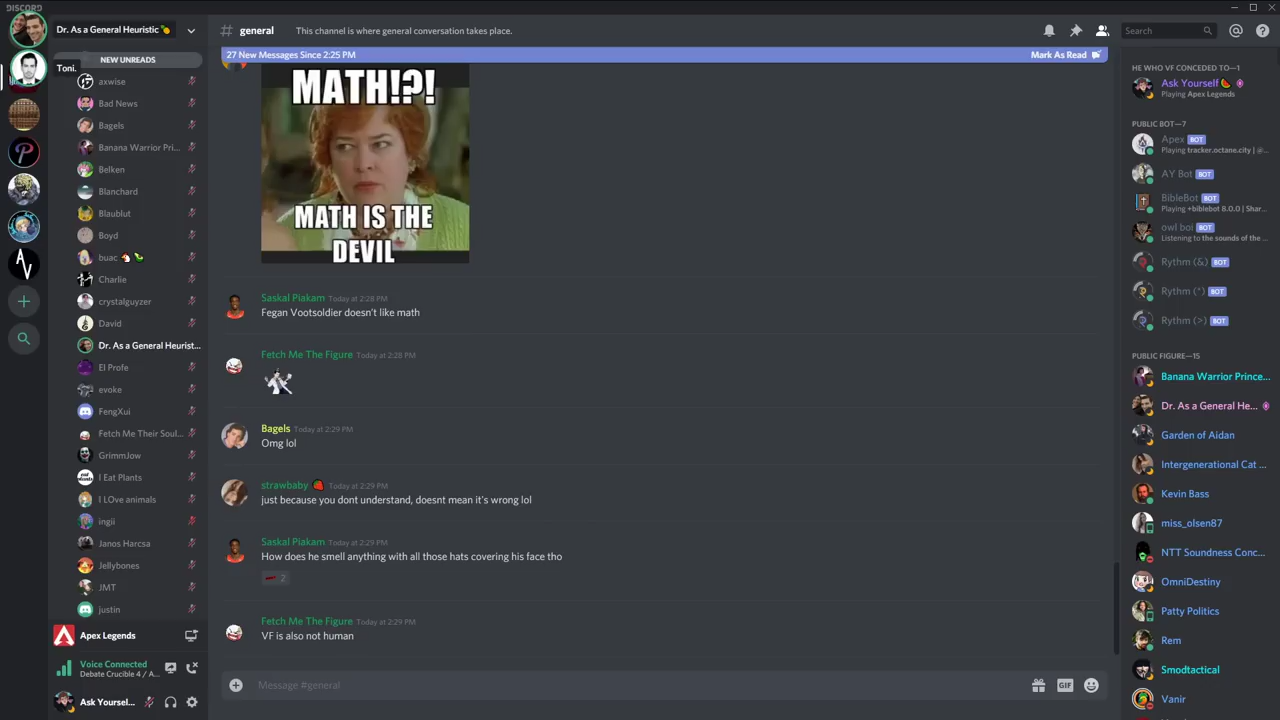 DISCORD
Dr. As a General Heuristic
general
This channel is where general conversation takes place.
Search
27 New Messages Since 2:25 PM
Mark As Read
Toni.
NEW UNREADS
axwise
Bad News
Bagels
Banana Warrior Pri...
Belken
Blanchard
Blaublut
Boyd
buac
Charlie
crystalguyzer
David
Dr. As a General Heurist...
El Profe
evoke
FengXui
Fetch Me Their Soul...
GrimmJow
I Eat Plants
I LOve animals
ingii
Janos Harcsa
Jellybones
JMT
justin
Apex Legends
Voice Connected
Debate Crucible 4 / A...
Ask Yoursel...
MATH!?!
MATH IS THE
DEVIL
Saskal Piakam Today at 2:28 PM
Fegan Vootsoldier doesn't like math
Fetch Me The Figure Today at 2:28 PM
Bagels Today at 2:29 PM
Omg lol
strawbaby Today at 2:29 PM
just because you dont understand, doesnt mean it's wrong lol
Saskal Piakam Today at 2:29 PM
How does he smell anything with all those hats covering his face tho
2
Fetch Me The Figure Today at 2:29 PM
VF is also not human
Message #general
GIF
HE WHO VF CONCEDED TO—1
Ask Yourself
Playing Apex Legends
PUBLIC BOT—7
Apex BOT
Playing tracker.octane.city | @...
AY Bot BOT
BibleBot BOT
Playing +biblebot 8.0.0 | Shar...
owl boi BOT
Listening to the sounds of the ...
Rythm (&) BOT
Rythm (*) BOT
Rythm (>) BOT
PUBLIC FIGURE—15
Banana Warrior Prince...
Dr. As a General He...
Garden of Aidan
Intergenerational Cat ...
Kevin Bass
miss_olsen87
NTT Soundness Conc...
OmniDestiny
Patty Politics
Rem
Smodtactical
Vanir